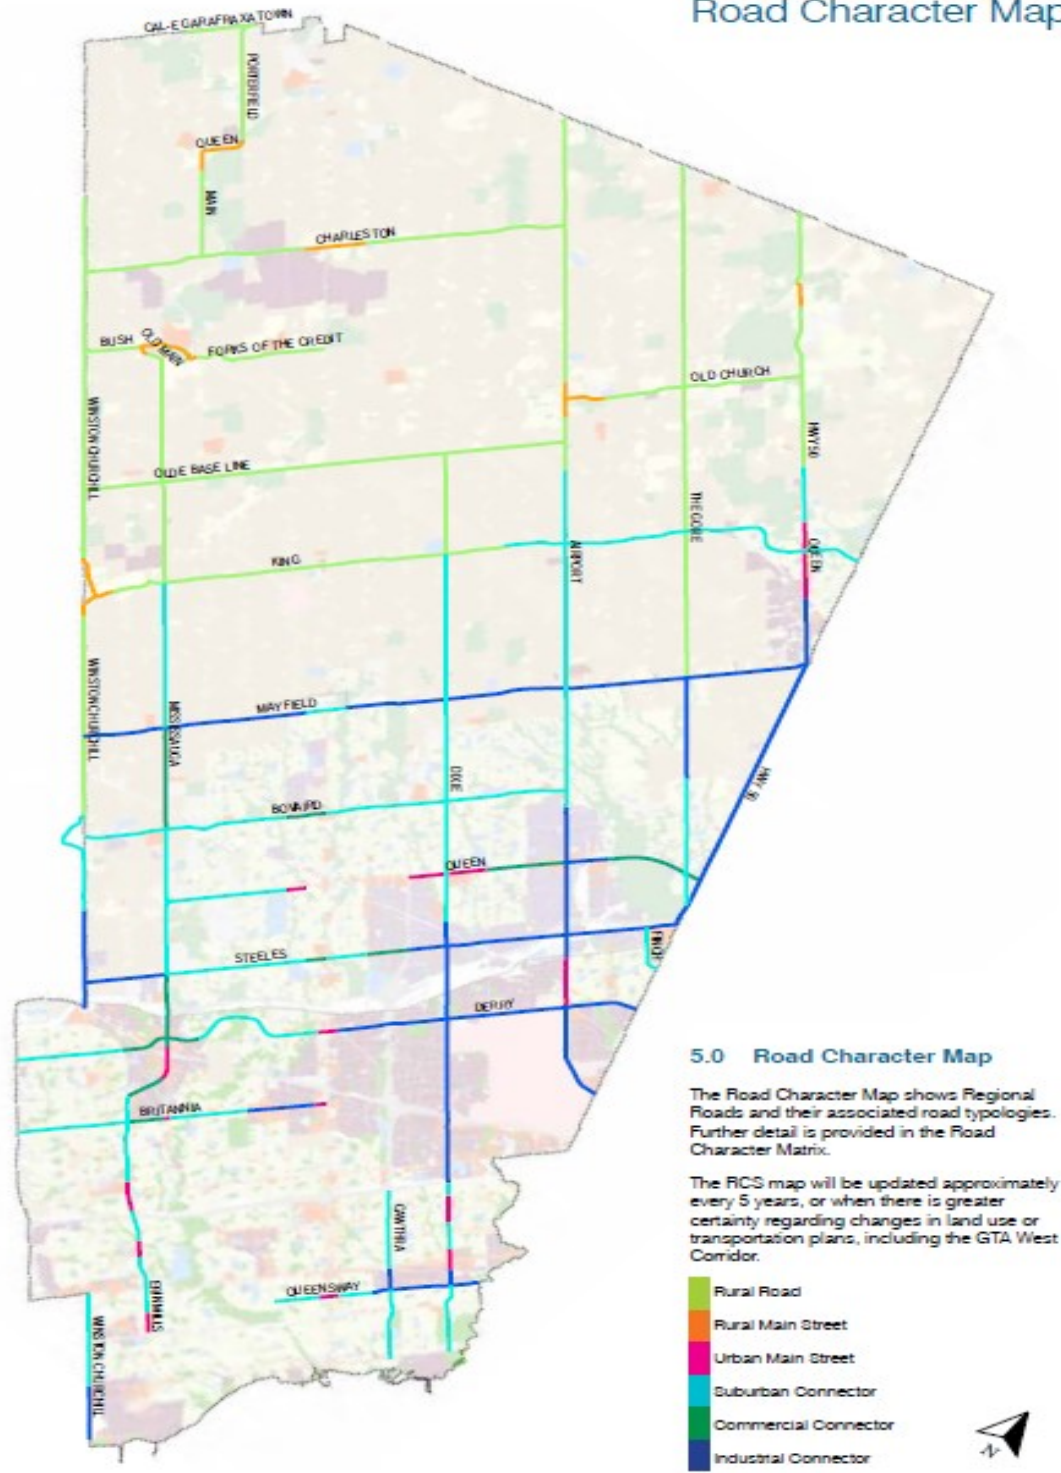 Road Character Map
CAL-E GARAFRAXA TOWN
PORTERFIELD
QUEEN
MAIN
CHARLESTON
BUSH
OLD MAIN
FORKS OF THE CREDIT
OLD CHURCH
WINSTON CHURCHILL
HWY 50
OLDE BASE LINE
THE GORE
KING
AIRPORT
QUEEN
WINSTON CHURCHILL
MAYFIELD
MISSISSAUGA
DIXIE
HWY 50
BOVAIRD
QUEEN
STEELES
FINCH
DERRY
BRITANNIA
CAWTHRA
QUEENSWAY
ERIN MILLS
WINSTON CHURCHILL
5.0 Road Character Map
The Road Character Map shows Regional
Roads and their associated road typologies.
Further detail is provided in the Road
Character Matrix.
The RCS map will be updated approximately
every 5 years, or when there is greater
certainty regarding changes in land use or
transportation plans, including the GTA West
Corridor.
Rural Road
Rural Main Street
Urban Main Street
Suburban Connector
Commercial Connector
Industrial Connector
N